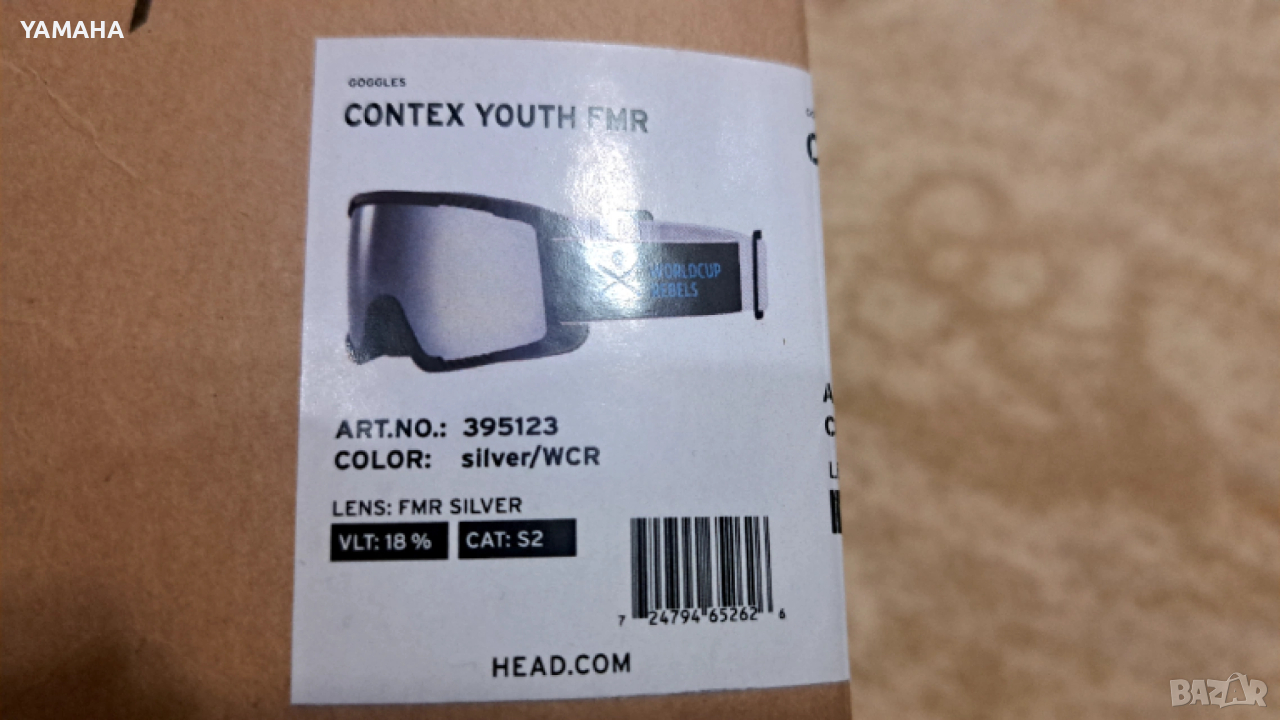 YAMAHA
GOGGLES
CONTEX YOUTH FMR
WORLDCUP
REBELS
ART.NO.: 395123
COLOR: silver/WCR
LENS: FMR SILVER
VLT: 18 %
CAT: S2
7 24794 65262 6
HEAD.COM
BAZAR